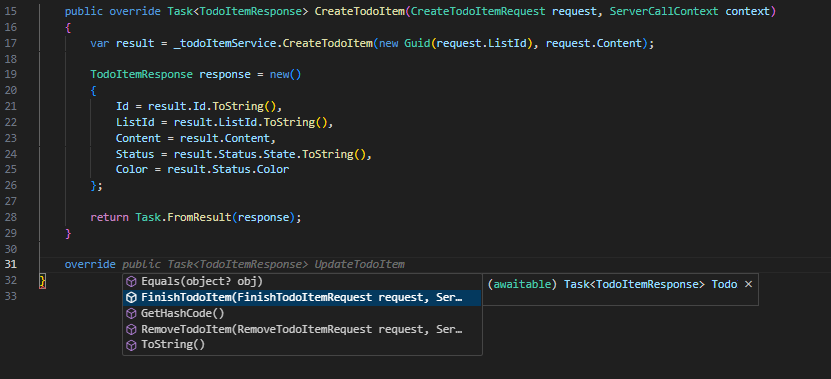 15 public override Task<TodoItemResponse> CreateTodoItem(CreateTodoItemRequest request, ServerCallContext context)
16 {
17 var result = _todoItemService.CreateTodoItem(new Guid(request.ListId), request.Content);
18
19 TodoItemResponse response = new()
20 {
21 Id = result.Id.ToString(),
22 ListId = result.ListId.ToString(),
23 Content = result.Content,
24 Status = result.Status.State.ToString(),
25 Color = result.Status.Color
26 };
27
28 return Task.FromResult(response);
29 }
30
31 override public Task<TodoItemResponse> UpdateTodoItem
32 }
33
Equals(object? obj)
FinishTodoItem(FinishTodoItemRequest request, Ser…
(awaitable) Task<TodoItemResponse> Todo ×
GetHashCode()
RemoveTodoItem(RemoveTodoItemRequest request, Ser…
ToString()